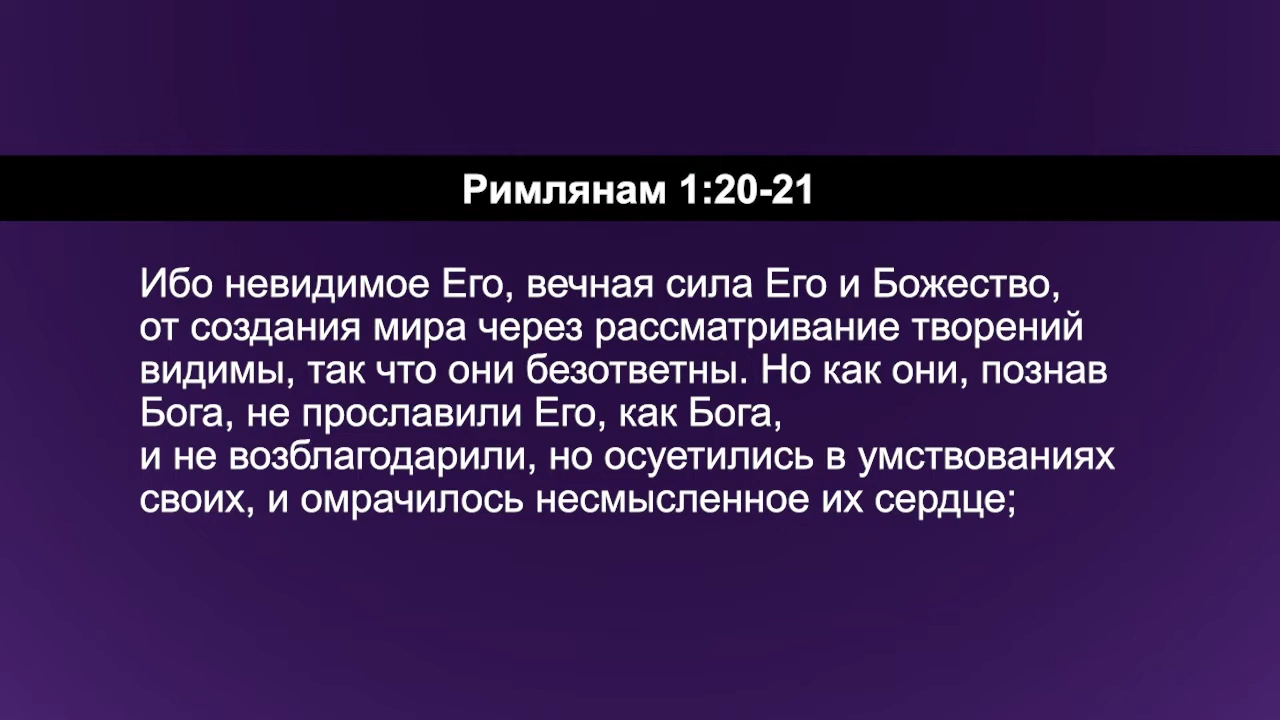 Римлянам 1:20-21
Ибо невидимое Его, вечная сила Его и Божество,
от создания мира через рассматривание творений
видимы, так что они безответны. Но как они, познав
Бога, не прославили Его, как Бога,
и не возблагодарили, но осуетились в умствованиях
своих, и омрачилось несмысленное их сердце;